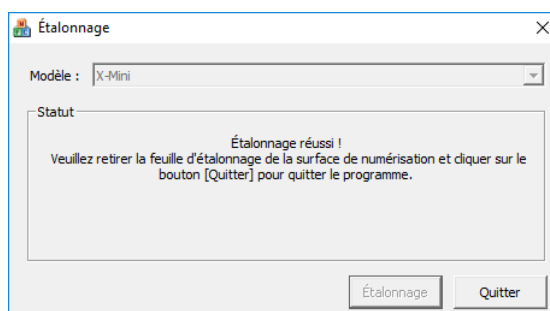 Étalonnage
Modèle : X-Mini
Statut
Étalonnage réussi !
Veuillez retirer la feuille d'étalonnage de la surface de numérisation et cliquer sur le
bouton [Quitter] pour quitter le programme.
Étalonnage Quitter